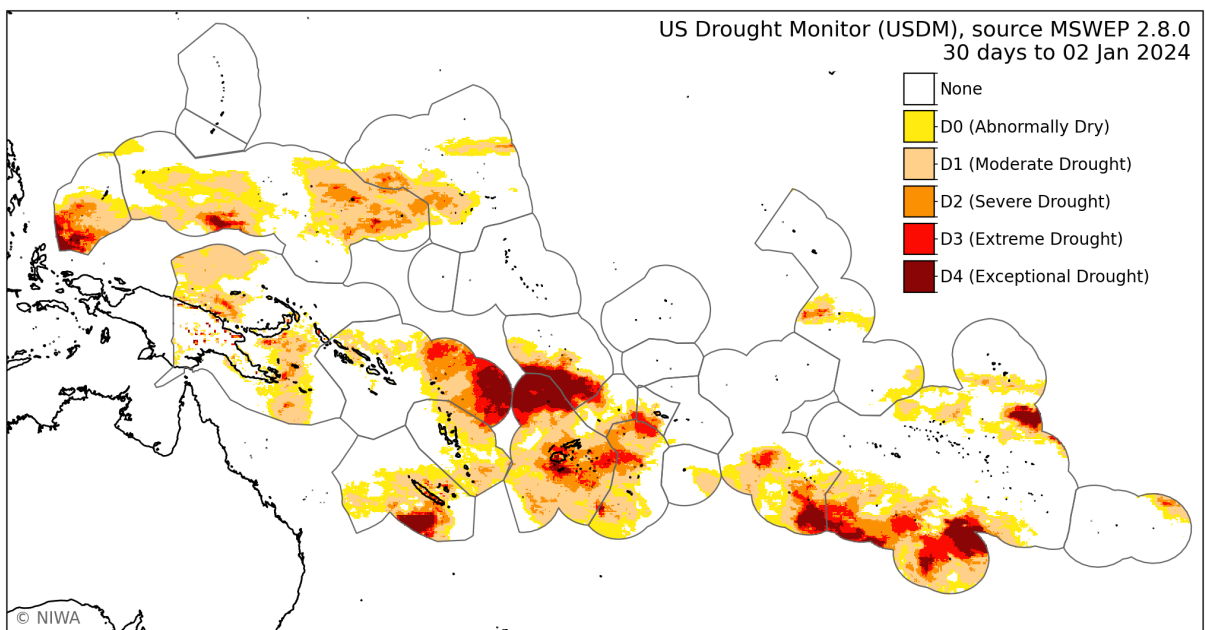 US Drought Monitor (USDM), source MSWEP 2.8.0
30 days to 02 Jan 2024
None
D0 (Abnormally Dry)
D1 (Moderate Drought)
D2 (Severe Drought)
D3 (Extreme Drought)
D4 (Exceptional Drought)
© NIWA